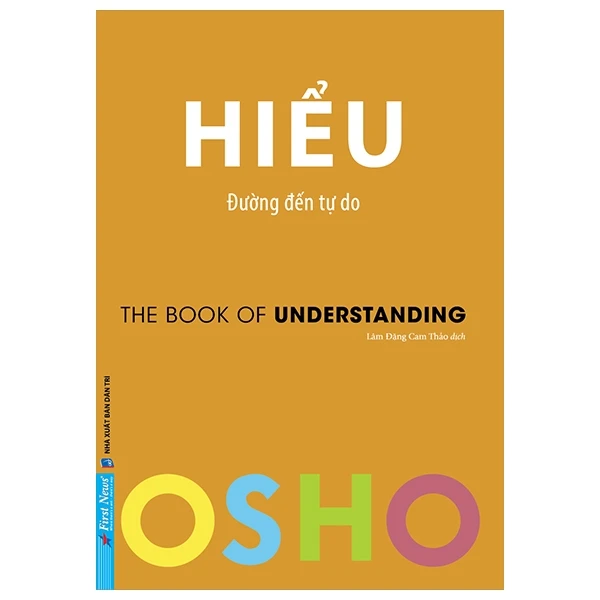 HIỂU
Đường đến tự do
THE BOOK OF UNDERSTANDING
Lâm Đặng Cam Thảo dịch
NHÀ XUẤT BẢN DÂN TRÍ
First News
OSHO